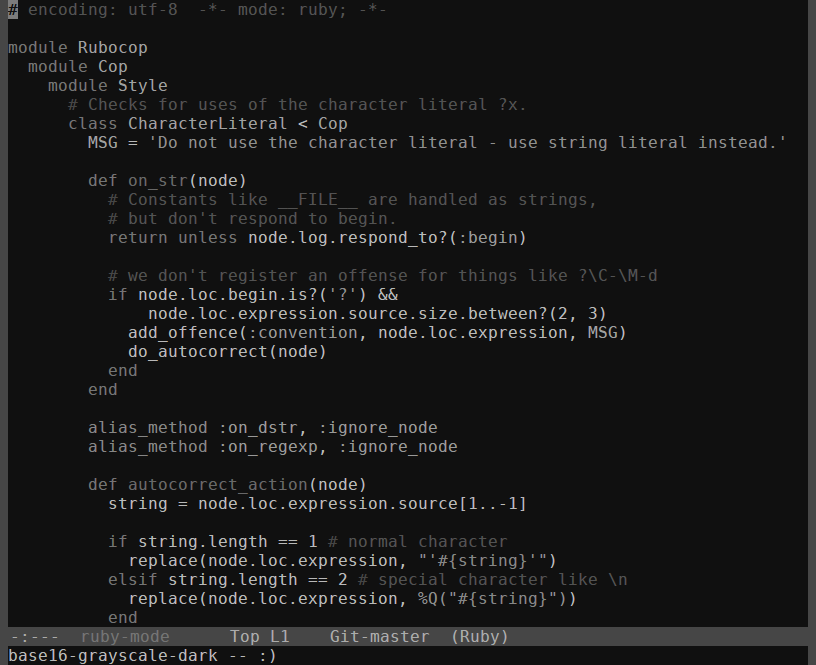 # encoding: utf-8  -*- mode: ruby; -*-

module Rubocop
  module Cop
    module Style
      # Checks for uses of the character literal ?x.
      class CharacterLiteral < Cop
        MSG = 'Do not use the character literal - use string literal instead.'

        def on_str(node)
          # Constants like __FILE__ are handled as strings,
          # but don't respond to begin.
          return unless node.log.respond_to?(:begin)

          # we don't register an offense for things like ?\C-\M-d
          if node.loc.begin.is?('?') &&
              node.loc.expression.source.size.between?(2, 3)
            add_offence(:convention, node.loc.expression, MSG)
            do_autocorrect(node)
          end
        end

        alias_method :on_dstr, :ignore_node
        alias_method :on_regexp, :ignore_node

        def autocorrect_action(node)
          string = node.loc.expression.source[1..-1]

          if string.length == 1 # normal character
            replace(node.loc.expression, "'#{string}'")
          elsif string.length == 2 # special character like \n
            replace(node.loc.expression, %Q("#{string}"))
          end
-:---  ruby-mode      Top L1    Git-master  (Ruby)
base16-grayscale-dark -- :)